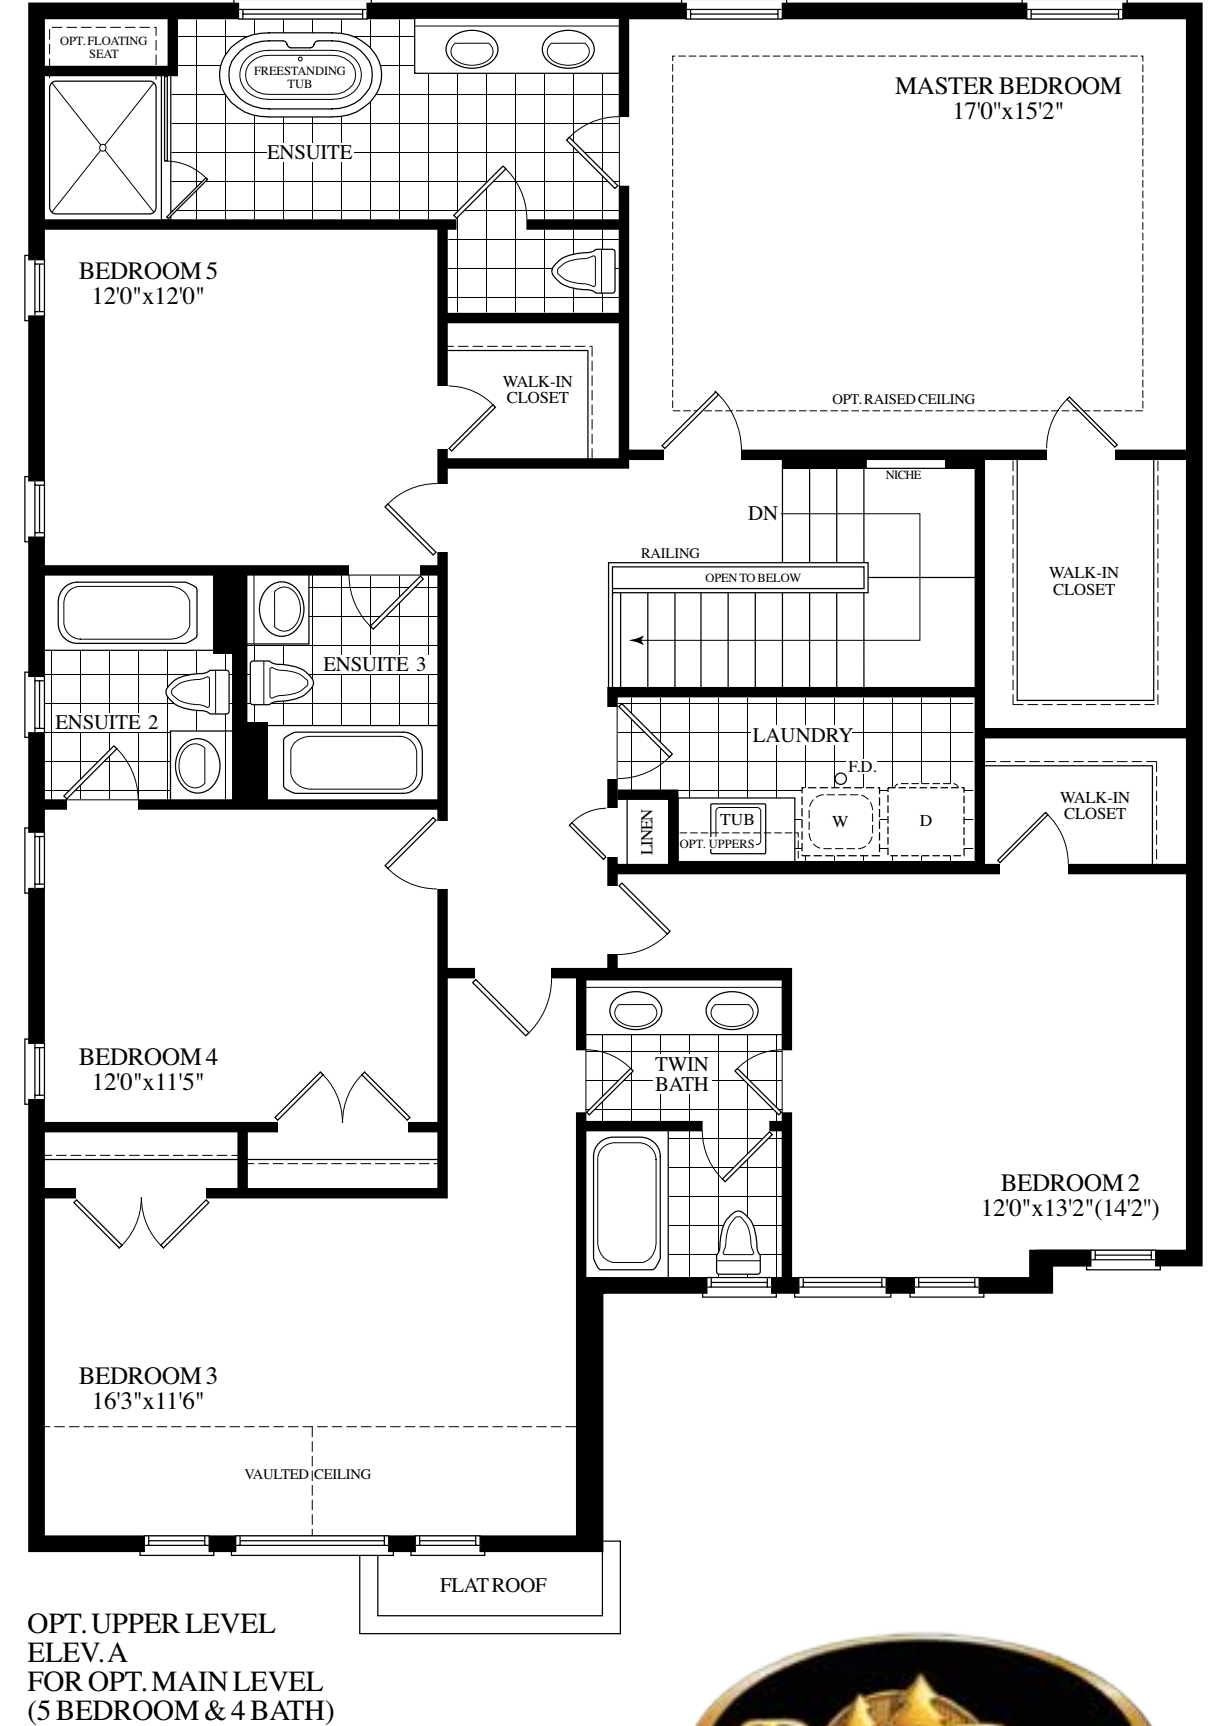 OPT. FLOATING
SEAT
FREESTANDING
TUB
ENSUITE
MASTER BEDROOM
17'0"x15'2"
OPT. RAISED CEILING
BEDROOM 5
12'0"x12'0"
WALK-IN
CLOSET
NICHE
DN
RAILING
OPEN TO BELOW
WALK-IN
CLOSET
ENSUITE 3
ENSUITE 2
LAUNDRY
F.D.
LINEN
TUB
W
D
OPT. UPPERS
WALK-IN
CLOSET
BEDROOM 4
12'0"x11'5"
TWIN
BATH
BEDROOM 2
12'0"x13'2"(14'2")
BEDROOM 3
16'3"x11'6"
VAULTED CEILING
FLAT ROOF
OPT. UPPER LEVEL
ELEV. A
FOR OPT. MAIN LEVEL
(5 BEDROOM & 4 BATH)